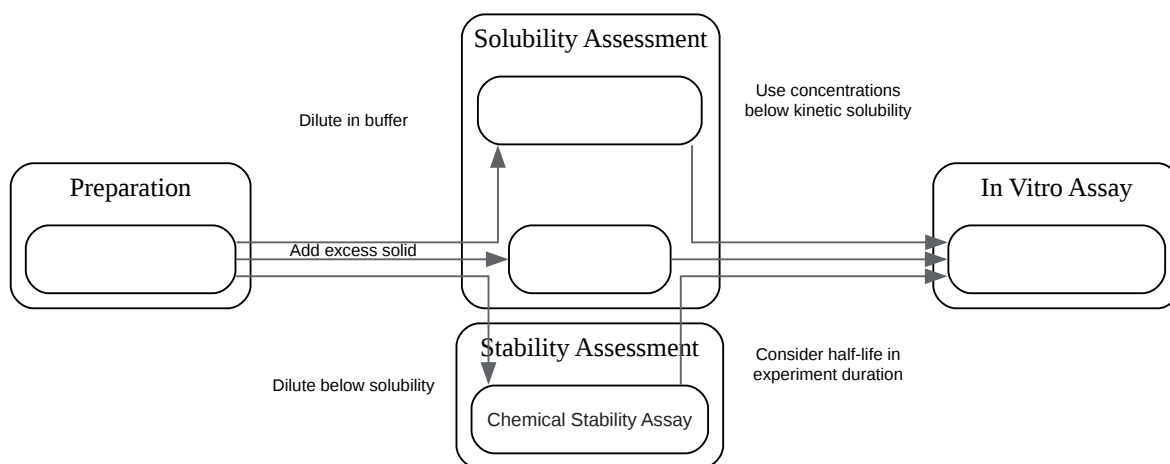 Solubility Assessment
Dilute in buffer
Use concentrations
below kinetic solubility
Preparation
In Vitro Assay
Add excess solid
Stability Assessment
Dilute below solubility
Consider half-life in
experiment duration
Chemical Stability Assay